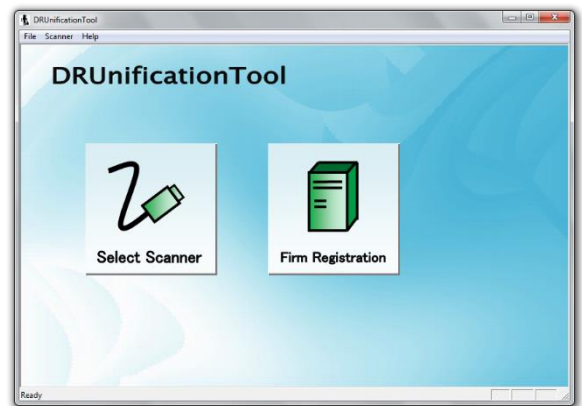 DRUnificationTool
File Scanner Help
DRUnificationTool
Select Scanner
Firm Registration
Ready